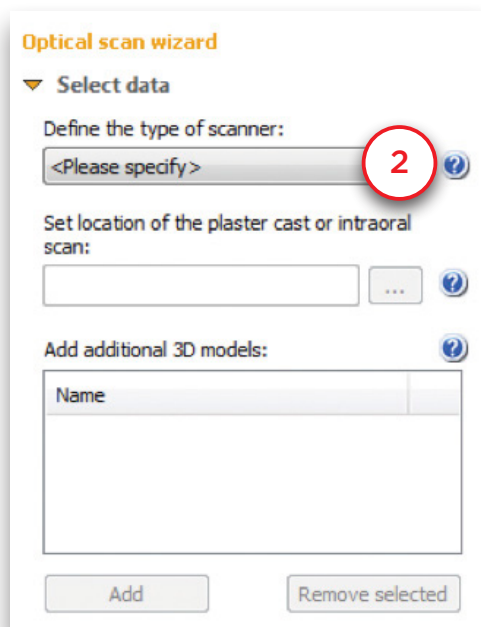 Optical scan wizard
Select data
Define the type of scanner:
<Please specify>
2
?
Set location of the plaster cast or intraoral
scan:
...
?
Add additional 3D models:
?
Name
Add
Remove selected